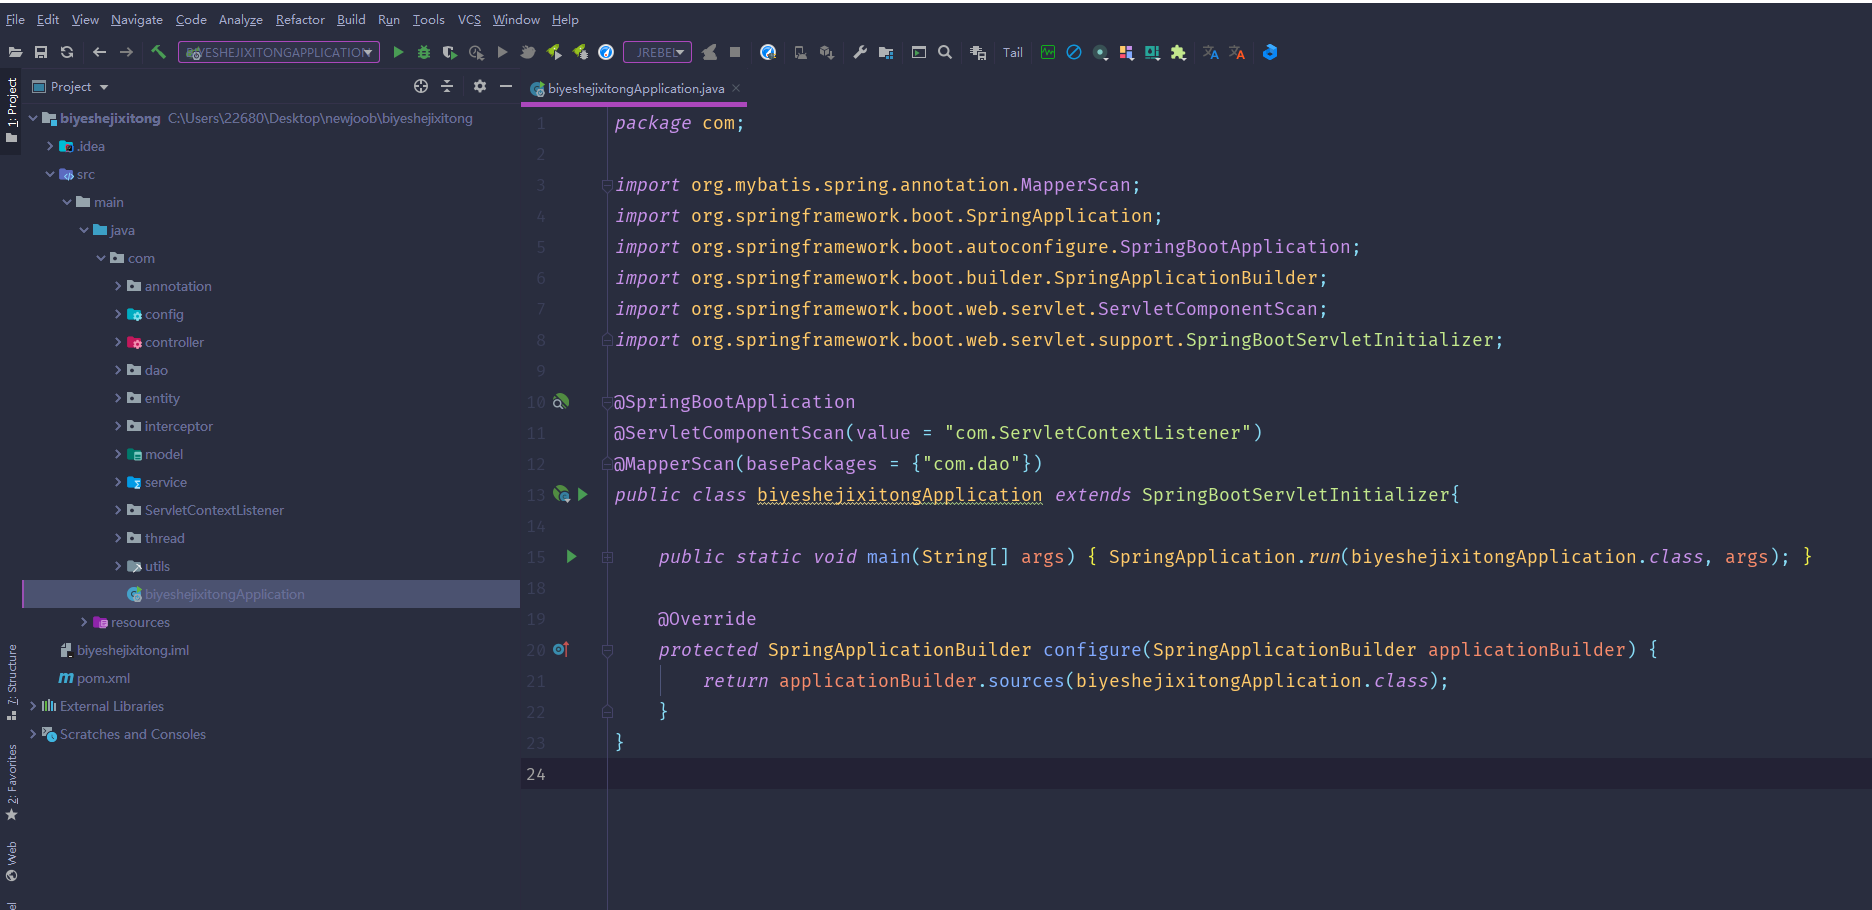 File Edit View Navigate Code Analyze Refactor Build Run Tools VCS Window Help
BIYESHEJIXITONGAPPLICATION JREBEL Tail
1: Project
Project
biyeshejixitongApplication.java
biyeshejixitong C:\Users\22680\Desktop\newjoob\biyeshejixitong
.idea
src
main
java
com
annotation
config
controller
dao
entity
interceptor
model
service
ServletContextListener
thread
utils
biyeshejixitongApplication
resources
biyeshejixitong.iml
pom.xml
External Libraries
Scratches and Consoles
7: Structure
2: Favorites
Web
1 package com;
2
3 import org.mybatis.spring.annotation.MapperScan;
4 import org.springframework.boot.SpringApplication;
5 import org.springframework.boot.autoconfigure.SpringBootApplication;
6 import org.springframework.boot.builder.SpringApplicationBuilder;
7 import org.springframework.boot.web.servlet.ServletComponentScan;
8 import org.springframework.boot.web.servlet.support.SpringBootServletInitializer;
9
10 @SpringBootApplication
11 @ServletComponentScan(value = "com.ServletContextListener")
12 @MapperScan(basePackages = {"com.dao"})
13 public class biyeshejixitongApplication extends SpringBootServletInitializer{
14
15 public static void main(String[] args) { SpringApplication.run(biyeshejixitongApplication.class, args); }
18
19 @Override
20 protected SpringApplicationBuilder configure(SpringApplicationBuilder applicationBuilder) {
21 return applicationBuilder.sources(biyeshejixitongApplication.class);
22 }
23 }
24